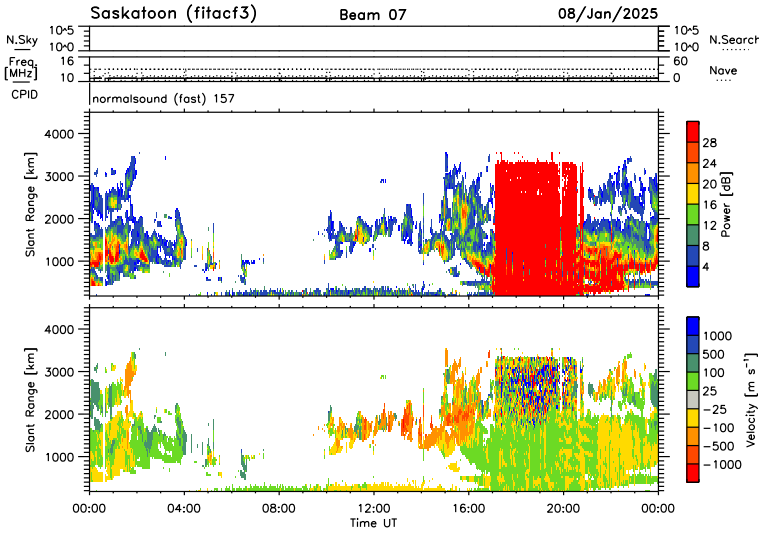 Saskatoon (fitacf3) Beam 07 08/Jan/2025
N.Sky 10^5 10^0 10^5 10^0 N.Search
Freq. [MHz] 16 10 60 0 Nave
CPID normalsound (fast) 157
Slant Range [km]
4000
3000
2000
1000
28
24
20
16
12
8
4
Power [dB]
Slant Range [km]
4000
3000
2000
1000
1000
500
100
25
−25
−100
−500
−1000
Velocity [m s⁻¹]
00:00 04:00 08:00 12:00 16:00 20:00 00:00
Time UT